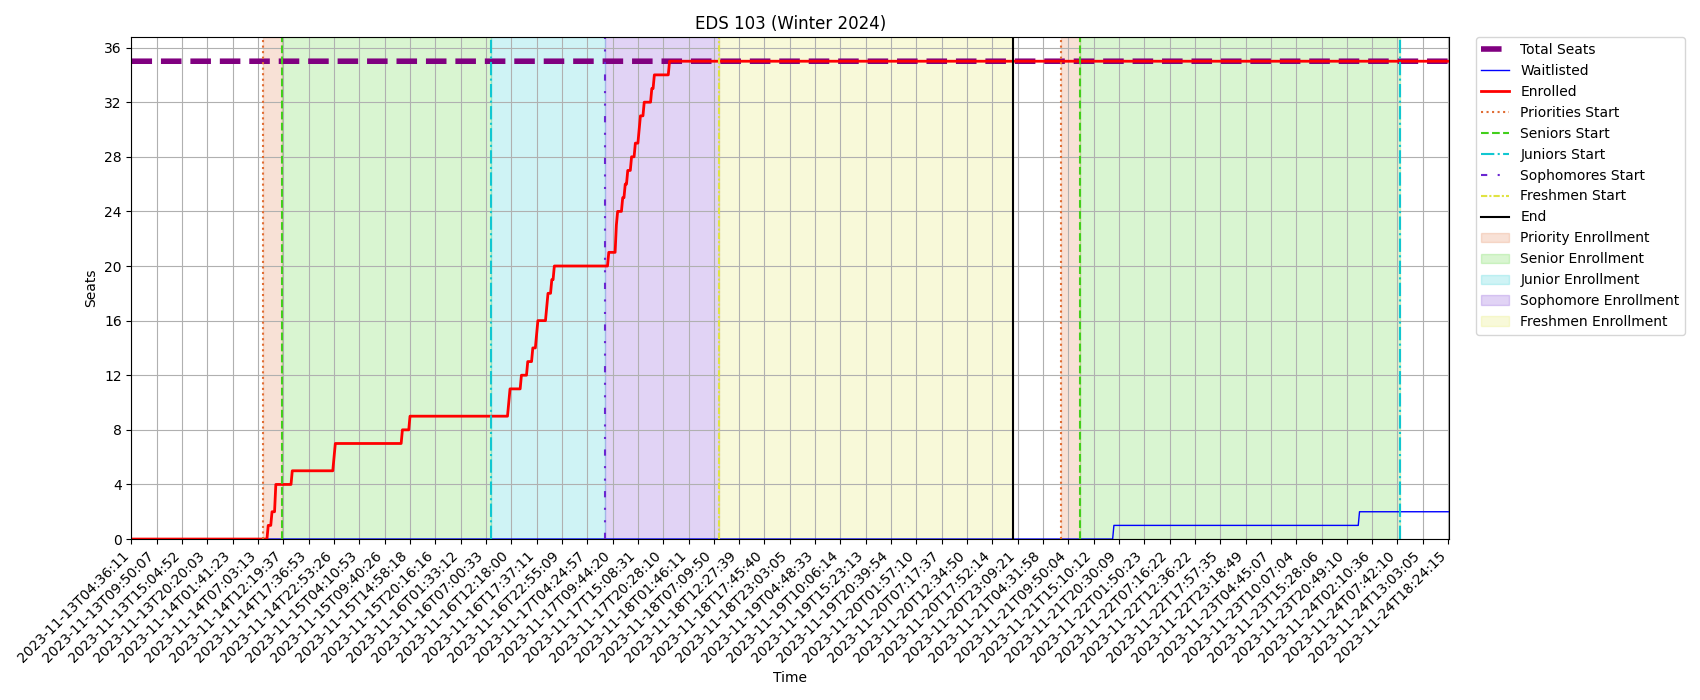 EDS 103 (Winter 2024)
Seats
36
32
28
24
20
16
12
8
4
0
2023-11-13T04:36:11
2023-11-13T09:50:07
2023-11-13T15:04:52
2023-11-13T20:20:03
2023-11-14T01:41:23
2023-11-14T07:03:13
2023-11-14T12:19:37
2023-11-14T17:36:53
2023-11-14T22:53:26
2023-11-15T04:10:53
2023-11-15T09:40:26
2023-11-15T14:58:18
2023-11-15T20:16:16
2023-11-16T01:33:12
2023-11-16T07:00:33
2023-11-16T12:18:00
2023-11-16T17:37:11
2023-11-16T22:55:09
2023-11-17T04:24:57
2023-11-17T09:44:20
2023-11-17T15:08:31
2023-11-17T20:28:10
2023-11-18T01:46:11
2023-11-18T07:09:50
2023-11-18T12:27:39
2023-11-18T17:45:40
2023-11-18T23:03:05
2023-11-19T04:48:33
2023-11-19T10:06:14
2023-11-19T15:23:13
2023-11-19T20:39:54
2023-11-20T01:57:10
2023-11-20T07:17:37
2023-11-20T12:34:50
2023-11-20T17:52:14
2023-11-20T23:09:21
2023-11-21T04:31:58
2023-11-21T09:50:04
2023-11-21T15:10:12
2023-11-21T20:30:09
2023-11-22T01:50:23
2023-11-22T07:16:22
2023-11-22T12:36:22
2023-11-22T17:57:35
2023-11-22T23:18:49
2023-11-23T04:45:07
2023-11-23T10:07:04
2023-11-23T15:28:06
2023-11-23T20:49:10
2023-11-24T02:10:36
2023-11-24T07:42:10
2023-11-24T13:03:05
2023-11-24T18:24:15
Time
Total Seats
Waitlisted
Enrolled
Priorities Start
Seniors Start
Juniors Start
Sophomores Start
Freshmen Start
End
Priority Enrollment
Senior Enrollment
Junior Enrollment
Sophomore Enrollment
Freshmen Enrollment